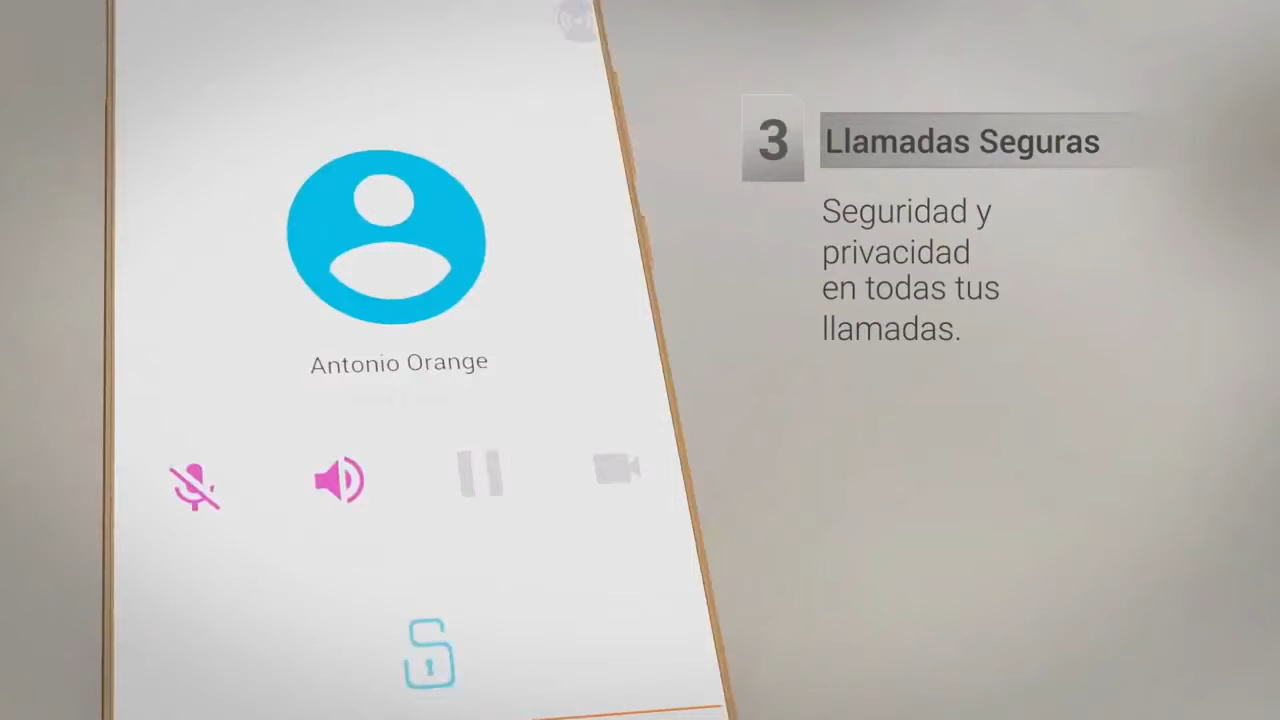 3 Llamadas Seguras
Seguridad y
privacidad
en todas tus
llamadas.
Antonio Orange